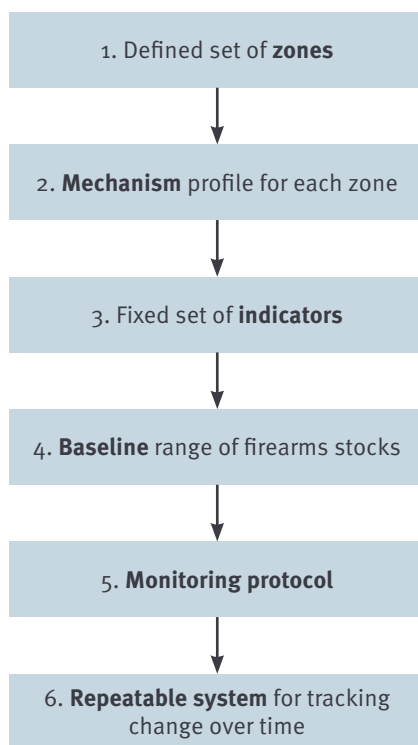 1. Defined set of zones
2. Mechanism profile for each zone
3. Fixed set of indicators
4. Baseline range of firearms stocks
5. Monitoring protocol
6. Repeatable system for tracking
change over time